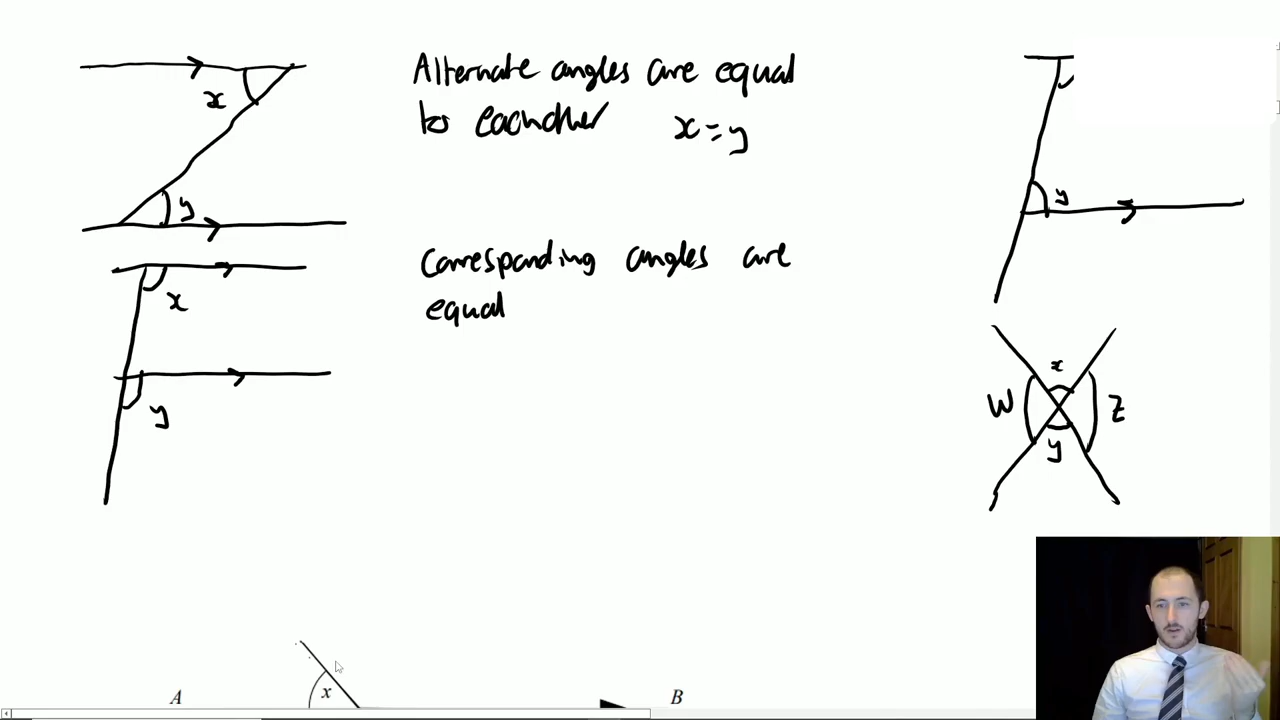 Alternate angles are equal
to eachother x=y
x
y
Corresponding angles are
equal
x
y
y
x
W
Z
y
A
x
B